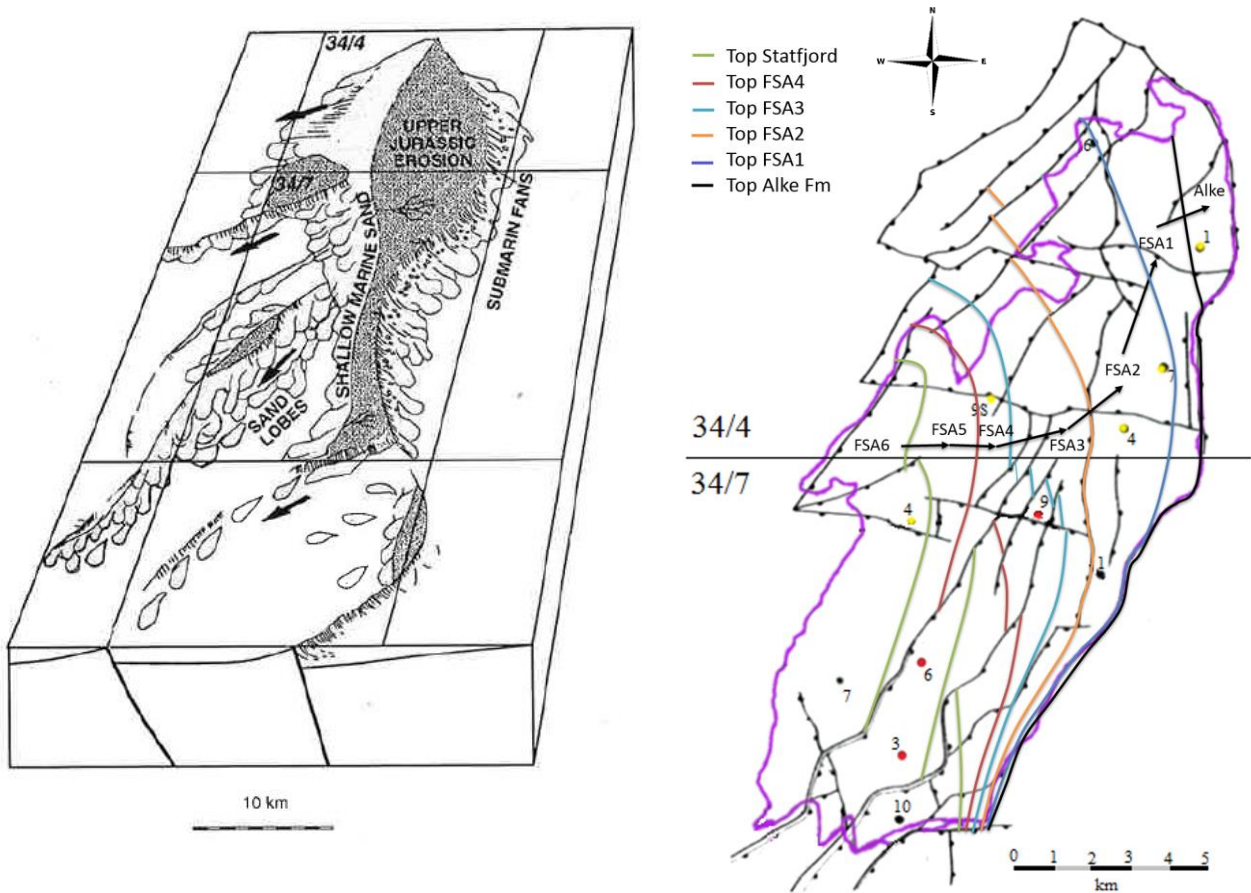 34/4
34/7
UPPER
JURASSIC
EROSION
SHALLOW MARINE SAND
SUBMARIN FANS
SAND
LOBES
10 km
Top Statfjord
Top FSA4
Top FSA3
Top FSA2
Top FSA1
Top Alke Fm
N
W
E
S
6
Alke
1
FSA1
FSA2
7
9S
4
34/4
FSA6
FSA5
FSA4
FSA3
34/7
4
9
1
6
7
3
10
0 1 2 3 4 5
km